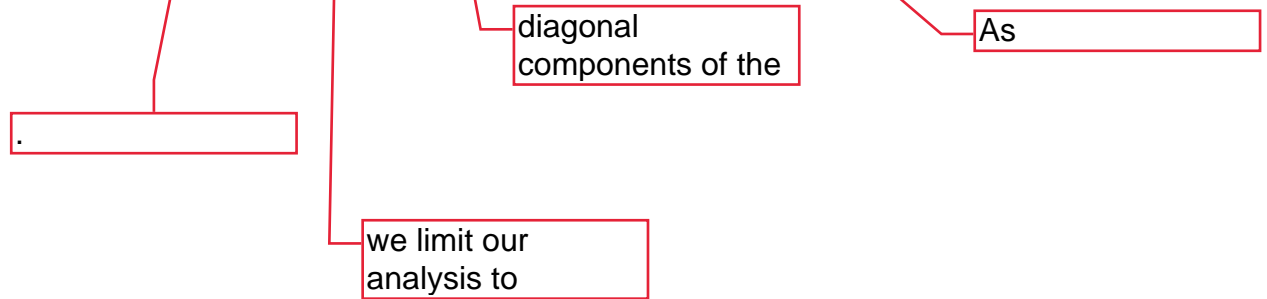 diagonal
components of the
As
.
we limit our
analysis to